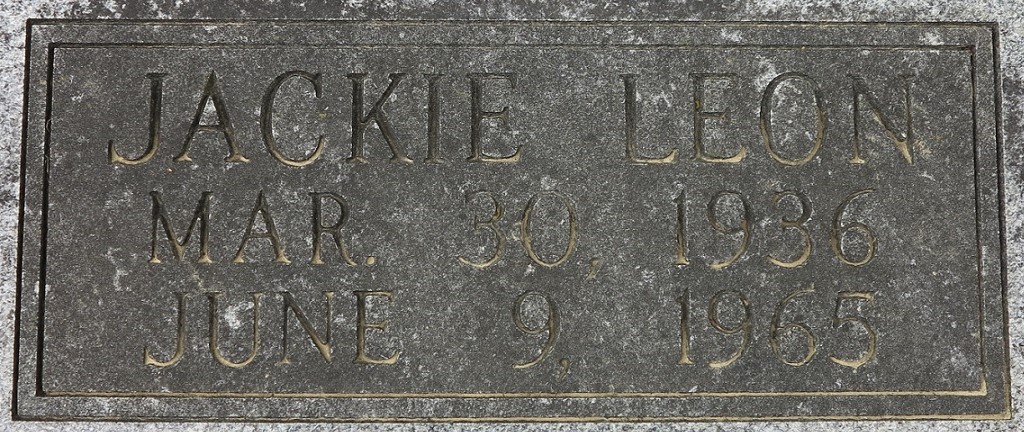 JACKIE LEON
MAR. 30, 1936
JUNE 9, 1965